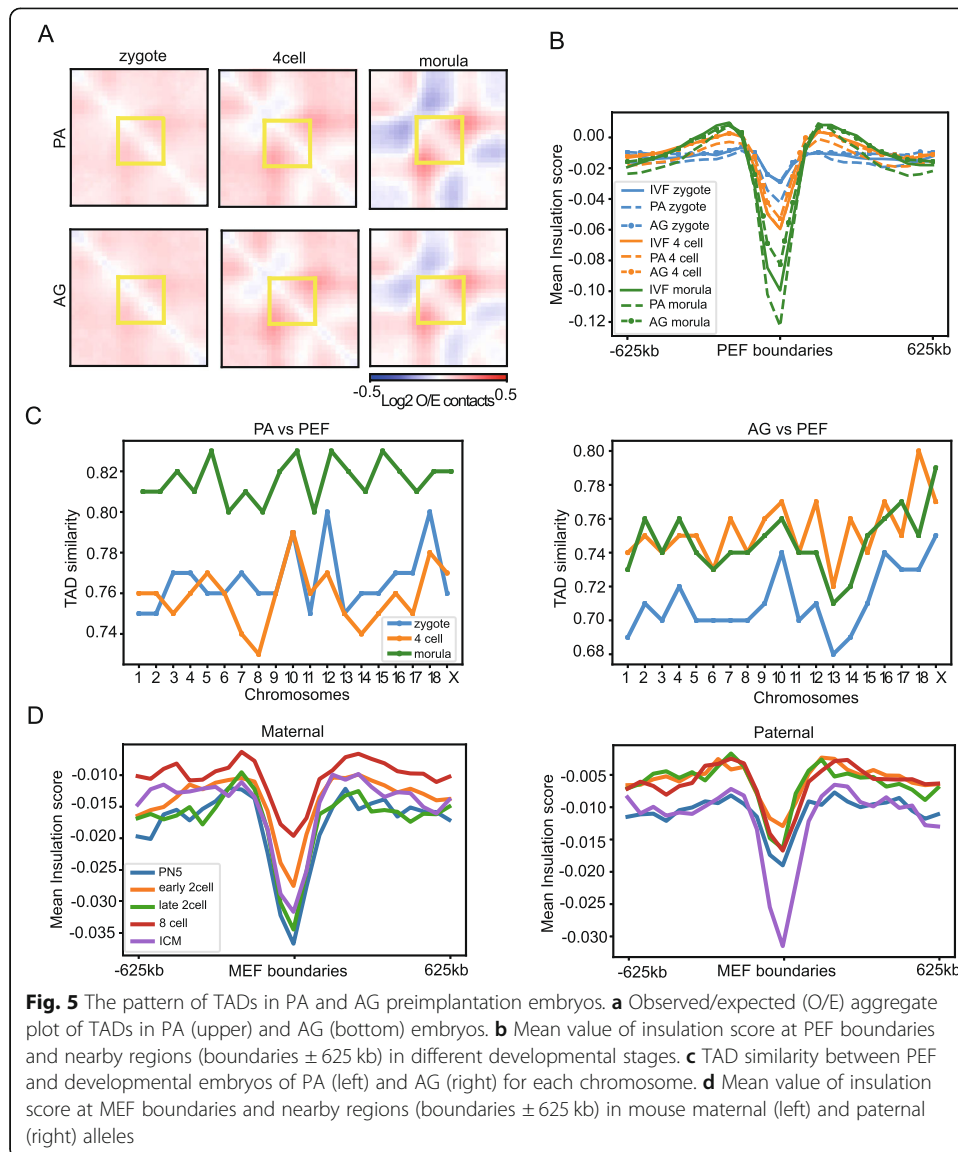 A
zygote
4cell
morula
PA
AG
-0.5
0.5
Log2 O/E contacts
B
Mean Insulation score
0.00
-0.02
-0.04
-0.06
-0.08
-0.10
-0.12
IVF zygote
PA zygote
AG zygote
IVF 4 cell
PA 4 cell
AG 4 cell
IVF morula
PA morula
AG morula
-625kb
PEF boundaries
625kb
C
PA vs PEF
TAD similarity
0.82
0.80
0.78
0.76
0.74
zygote
4 cell
morula
1 2 3 4 5 6 7 8 9 10 11 12 13 14 15 16 17 18 X
Chromosomes
AG vs PEF
TAD similarity
0.80
0.78
0.76
0.74
0.72
0.70
0.68
1 2 3 4 5 6 7 8 9 10 11 12 13 14 15 16 17 18 X
Chromosomes
D
Maternal
Mean Insulation score
-0.010
-0.015
-0.020
-0.025
-0.030
-0.035
PN5
early 2cell
late 2cell
8 cell
ICM
-625kb
MEF boundaries
625kb
Paternal
Mean Insulation score
-0.005
-0.010
-0.015
-0.020
-0.025
-0.030
-625kb
MEF boundaries
625kb
Fig. 5 The pattern of TADs in PA and AG preimplantation embryos. a Observed/expected (O/E) aggregate
plot of TADs in PA (upper) and AG (bottom) embryos. b Mean value of insulation score at PEF boundaries
and nearby regions (boundaries ± 625 kb) in different developmental stages. c TAD similarity between PEF
and developmental embryos of PA (left) and AG (right) for each chromosome. d Mean value of insulation
score at MEF boundaries and nearby regions (boundaries ± 625 kb) in mouse maternal (left) and paternal
(right) alleles